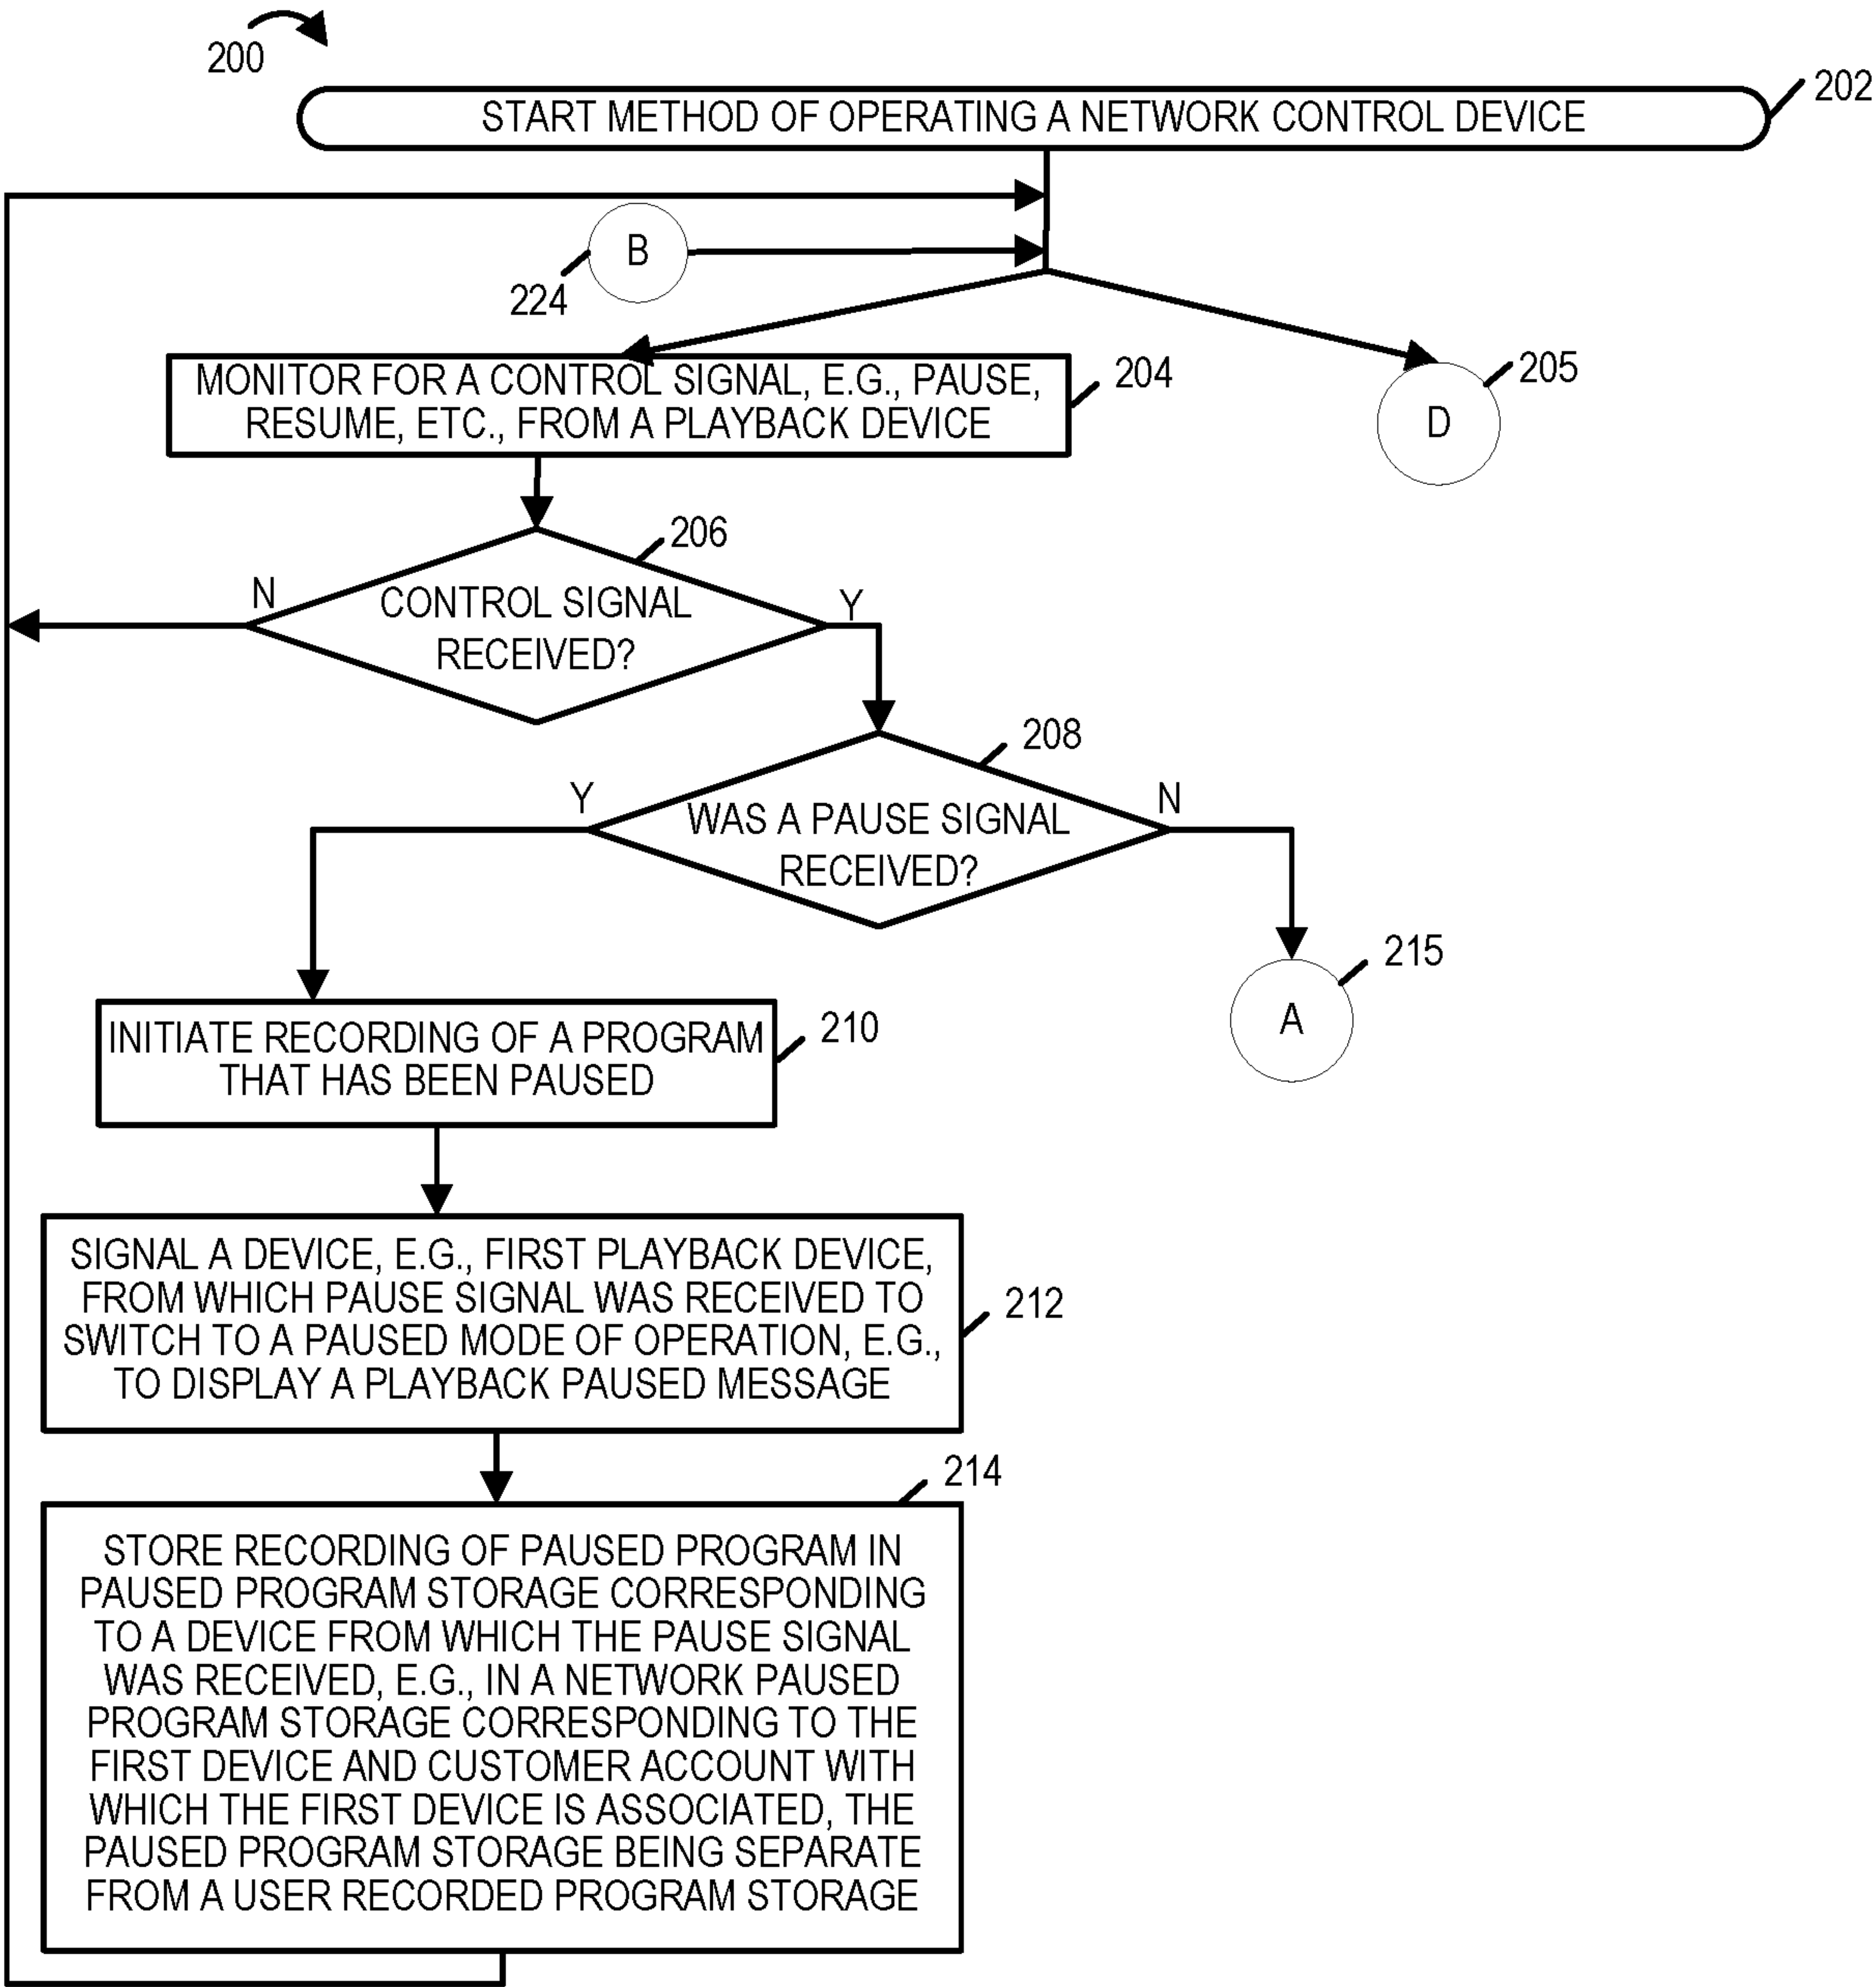 200
START METHOD OF OPERATING A NETWORK CONTROL DEVICE
202
B
224
MONITOR FOR A CONTROL SIGNAL, E.G., PAUSE,
RESUME, ETC., FROM A PLAYBACK DEVICE
204
D
205
206
N
CONTROL SIGNAL
RECEIVED?
Y
208
Y
WAS A PAUSE SIGNAL
RECEIVED?
N
215
A
INITIATE RECORDING OF A PROGRAM
THAT HAS BEEN PAUSED
210
SIGNAL A DEVICE, E.G., FIRST PLAYBACK DEVICE,
FROM WHICH PAUSE SIGNAL WAS RECEIVED TO
SWITCH TO A PAUSED MODE OF OPERATION, E.G.,
TO DISPLAY A PLAYBACK PAUSED MESSAGE
212
214
STORE RECORDING OF PAUSED PROGRAM IN
PAUSED PROGRAM STORAGE CORRESPONDING
TO A DEVICE FROM WHICH THE PAUSE SIGNAL
WAS RECEIVED, E.G., IN A NETWORK PAUSED
PROGRAM STORAGE CORRESPONDING TO THE
FIRST DEVICE AND CUSTOMER ACCOUNT WITH
WHICH THE FIRST DEVICE IS ASSOCIATED, THE
PAUSED PROGRAM STORAGE BEING SEPARATE
FROM A USER RECORDED PROGRAM STORAGE